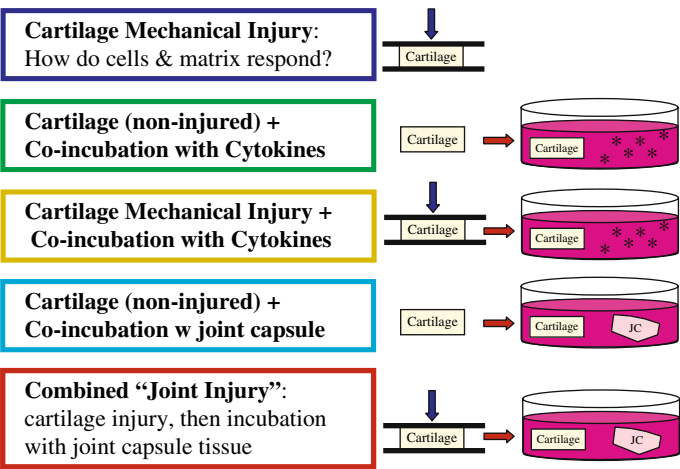 Cartilage Mechanical Injury:
How do cells & matrix respond?
Cartilage
Cartilage (non-injured) +
Co-incubation with Cytokines
Cartilage
Cartilage
Cartilage Mechanical Injury +
Co-incubation with Cytokines
Cartilage
Cartilage
Cartilage (non-injured) +
Co-incubation w joint capsule
Cartilage
Cartilage
JC
Combined “Joint Injury”:
cartilage injury, then incubation
with joint capsule tissue
Cartilage
Cartilage
JC